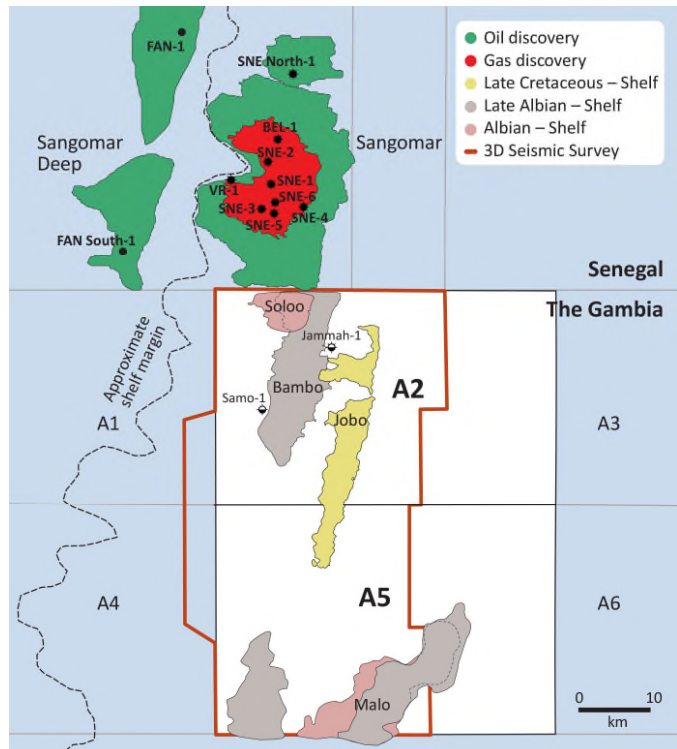 FAN-1
SNE North-1
Oil discovery
Gas discovery
Late Cretaceous – Shelf
Late Albian – Shelf
Albian – Shelf
3D Seismic Survey
BEL-1
Sangomar
Deep
SNE-2
Sangomar
VR-1
SNE-1
SNE-6
SNE-3
SNE-4
SNE-5
FAN South-1
Senegal
The Gambia
Soloo
Jammah-1
Approximate
shelf margin
Bambo
A2
Samo-1
A1
Jobo
A3
A4
A5
A6
Malo
0 10
km